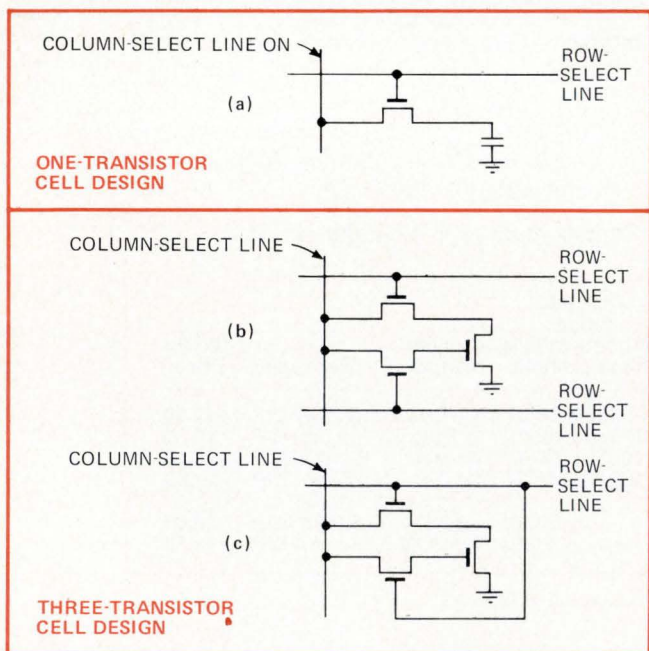 COLUMN-SELECT LINE ON
ROW-
SELECT
LINE
(a)
ONE-TRANSISTOR
CELL DESIGN
COLUMN-SELECT LINE
ROW-
SELECT
LINE
(b)
ROW-
SELECT
LINE
COLUMN-SELECT LINE
ROW-
SELECT
LINE
(c)
THREE-TRANSISTOR
CELL DESIGN